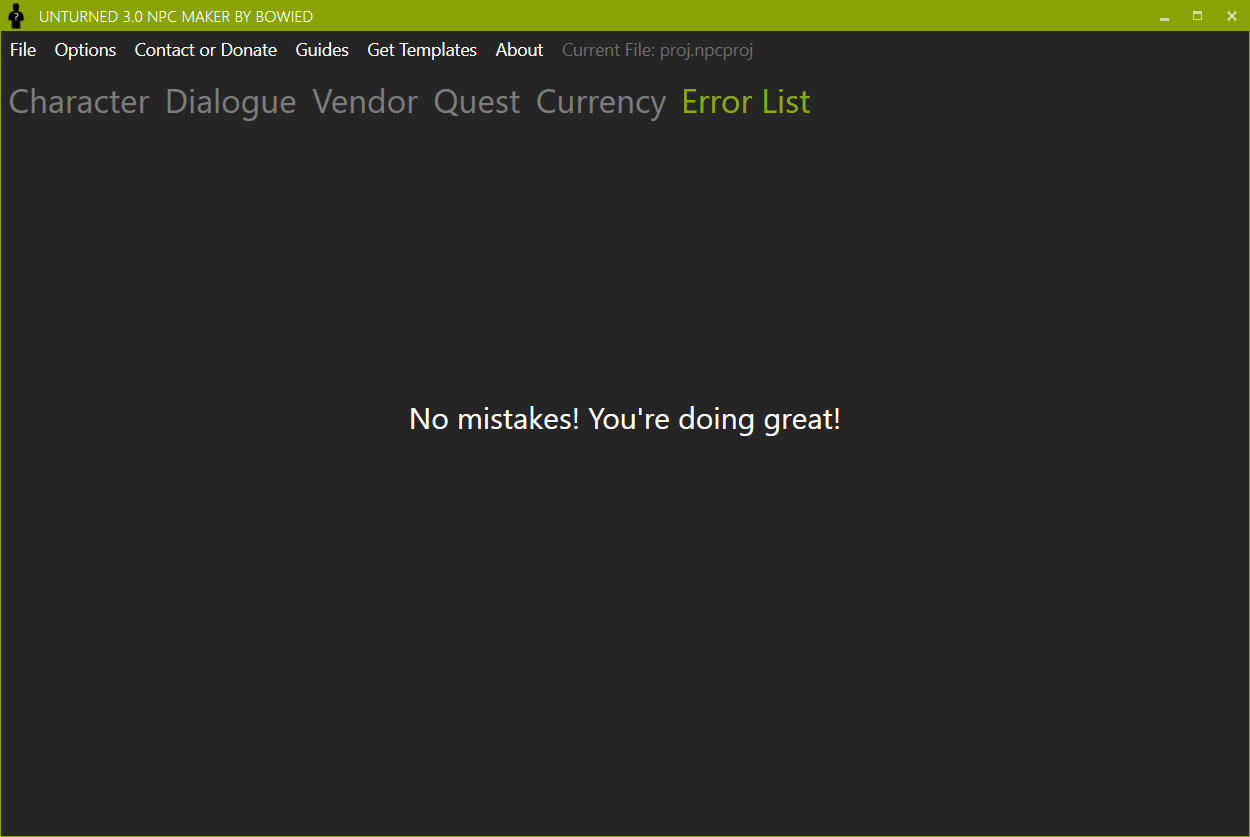 UNTURNED 3.0 NPC MAKER BY BOWIED
File Options Contact or Donate Guides Get Templates About Current File: proj.npcproj
Character Dialogue Vendor Quest Currency Error List
No mistakes! You're doing great!